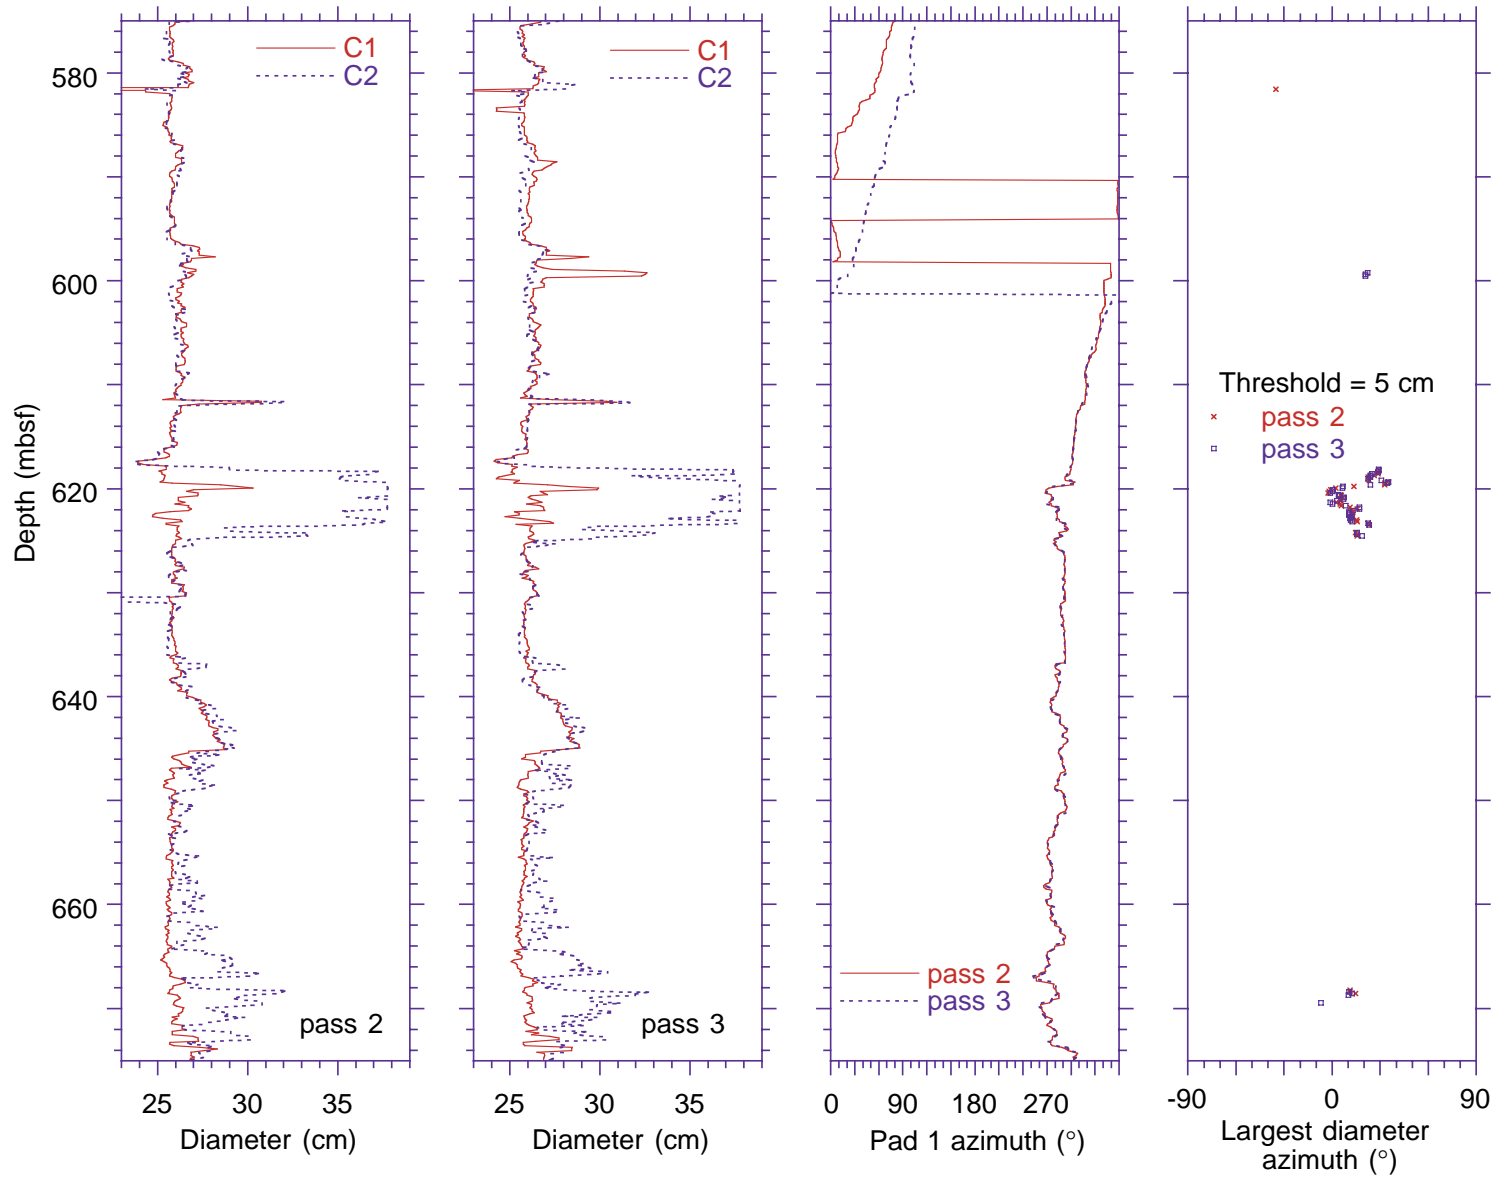 C1
C2
C1
C2
580
600
620
640
660
Depth (mbsf)
pass 2
pass 3
pass 2
pass 3
Threshold = 5 cm
pass 2
pass 3
25 30 35
Diameter (cm)
25 30 35
Diameter (cm)
0 90 180 270
Pad 1 azimuth (°)
-90 0 90
Largest diameter
azimuth (°)